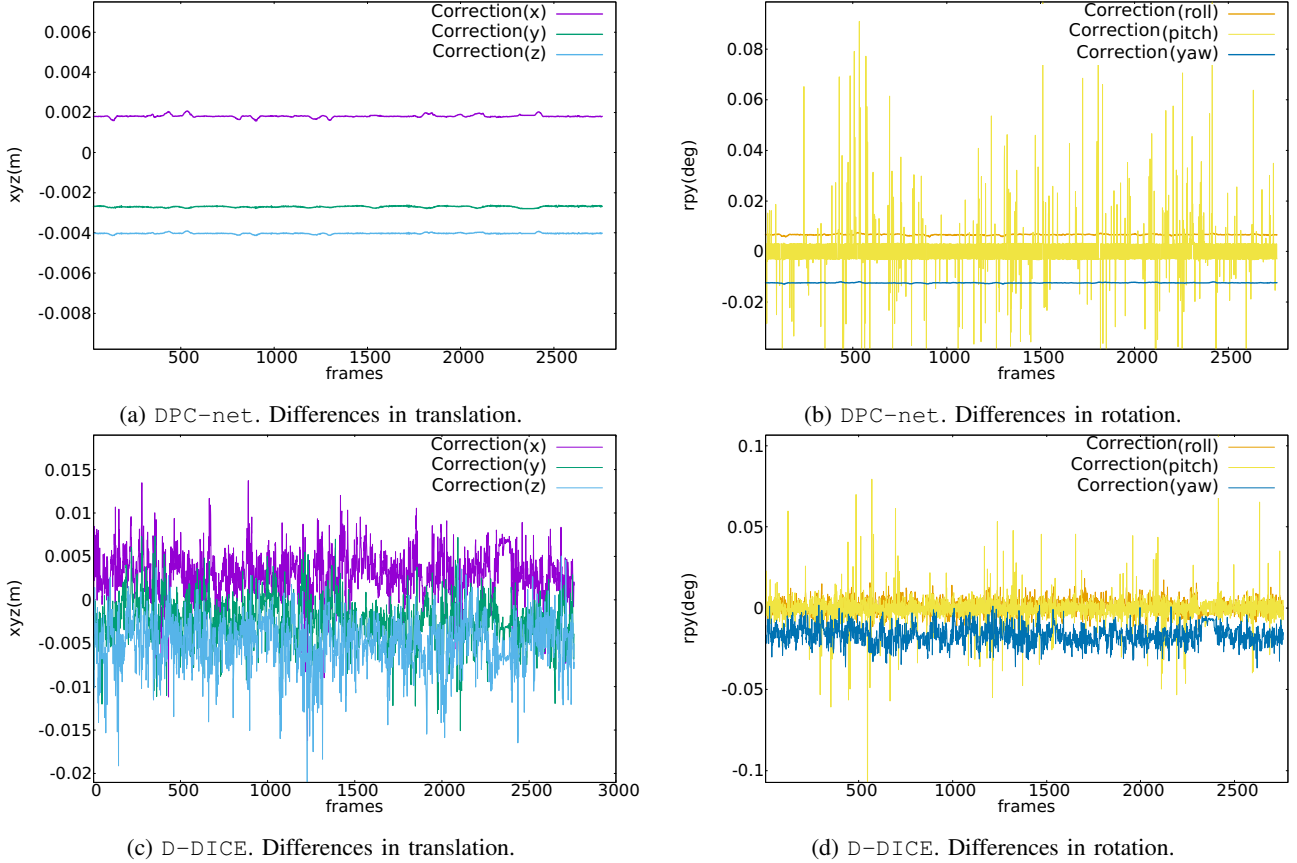 0.006
0.004
0.002
0
-0.002
-0.004
-0.006
-0.008
xyz(m)
Correction(x)
Correction(y)
Correction(z)
500 1000 1500 2000 2500
frames
(a) DPC-net. Differences in translation.
0.08
0.06
0.04
0.02
0
-0.02
rpy(deg)
Correction(roll)
Correction(pitch)
Correction(yaw)
500 1000 1500 2000 2500
frames
(b) DPC-net. Differences in rotation.
0.015
0.01
0.005
0
-0.005
-0.01
-0.015
-0.02
xyz(m)
Correction(x)
Correction(y)
Correction(z)
0 500 1000 1500 2000 2500 3000
frames
(c) D-DICE. Differences in translation.
0.1
0.05
0
-0.05
-0.1
rpy(deg)
Correction(roll)
Correction(pitch)
Correction(yaw)
500 1000 1500 2000 2500
frames
(d) D-DICE. Differences in rotation.